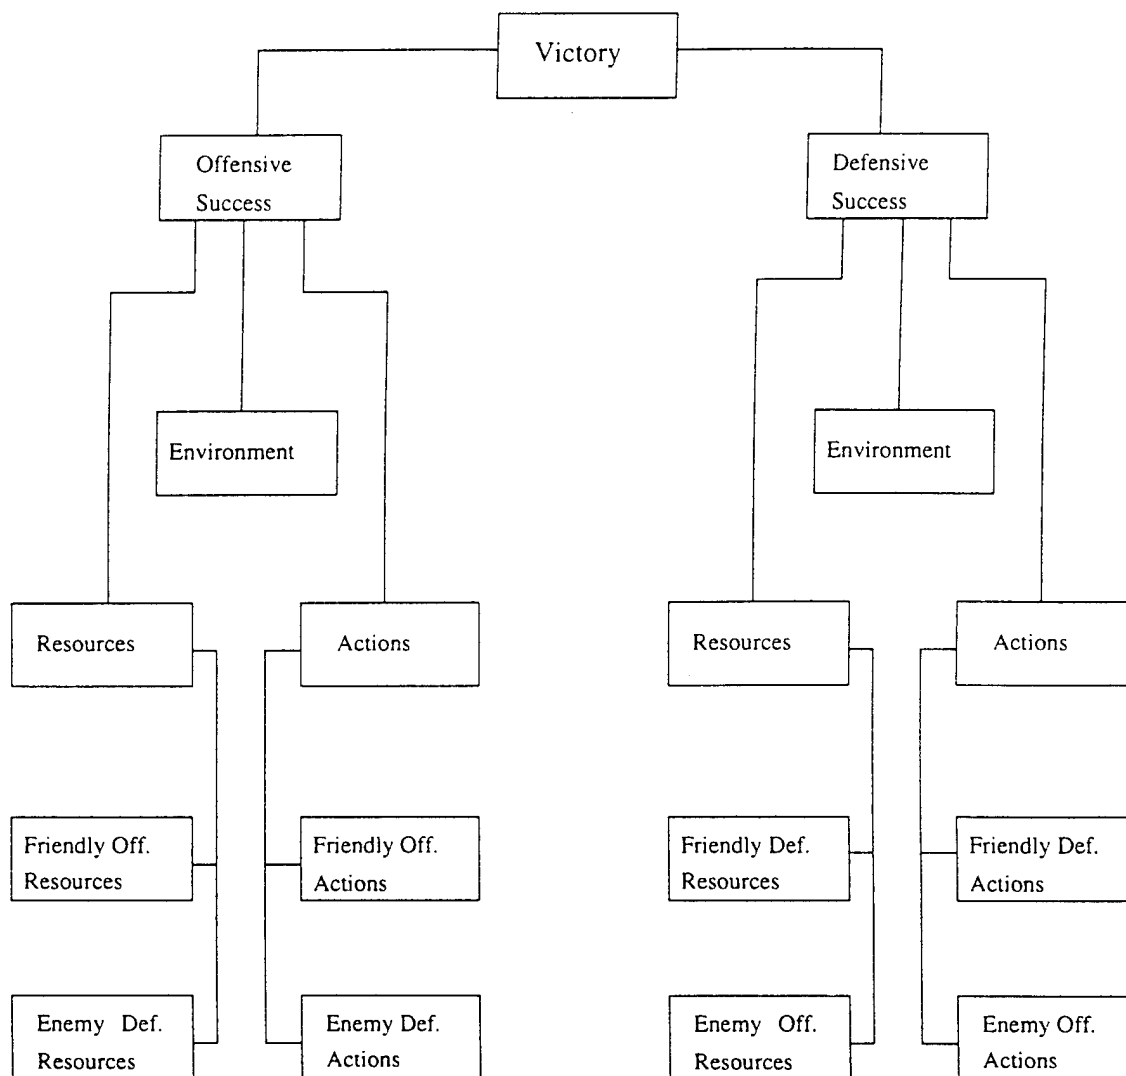 Victory
Offensive
Success
Defensive
Success
Environment
Environment
Resources
Actions
Resources
Actions
Friendly Off.
Resources
Friendly Off.
Actions
Friendly Def.
Resources
Friendly Def.
Actions
Enemy Def.
Resources
Enemy Def.
Actions
Enemy Off.
Resources
Enemy Off.
Actions